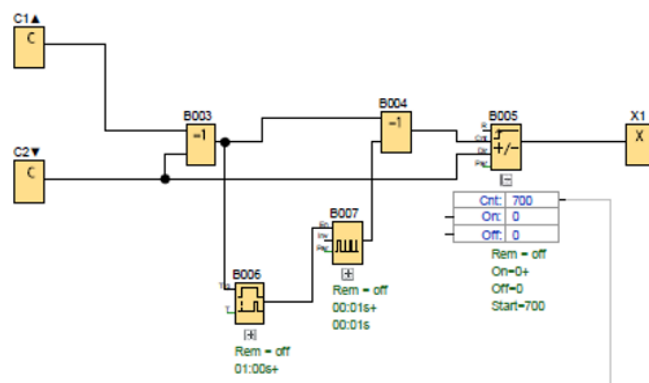 C1▲
C
B003
=1
B004
=1
B005
R
Cnt
Dir
Par
+/-
X1
X
C2▼
C
B007
En
Inv
Par
Cnt: 700
On: 0
Off: 0
B006
Trg
T
Rem = off
00:01s+
00:01s
Rem = off
On=0+
Off=0
Start=700
Rem = off
01:00s+